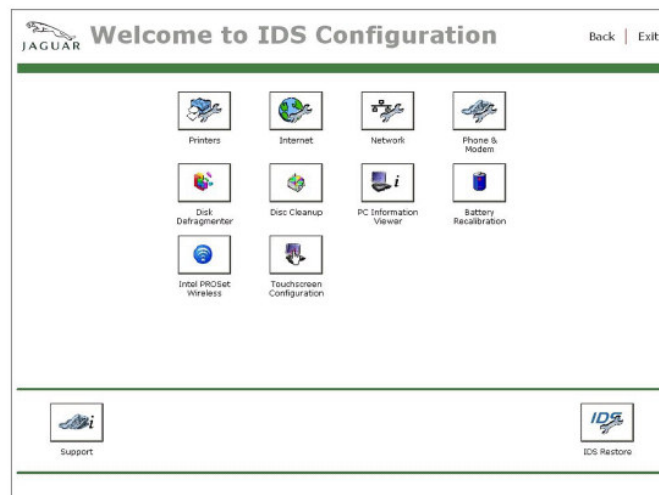 JAGUAR
Welcome to IDS Configuration
Back | Exit
Printers
Internet
Network
Phone &
Modem
Disk
Defragmenter
Disc Cleanup
PC Information
Viewer
Battery
Recalibration
Intel PROSet
Wireless
Touchscreen
Configuration
Support
IDS
IDS Restore